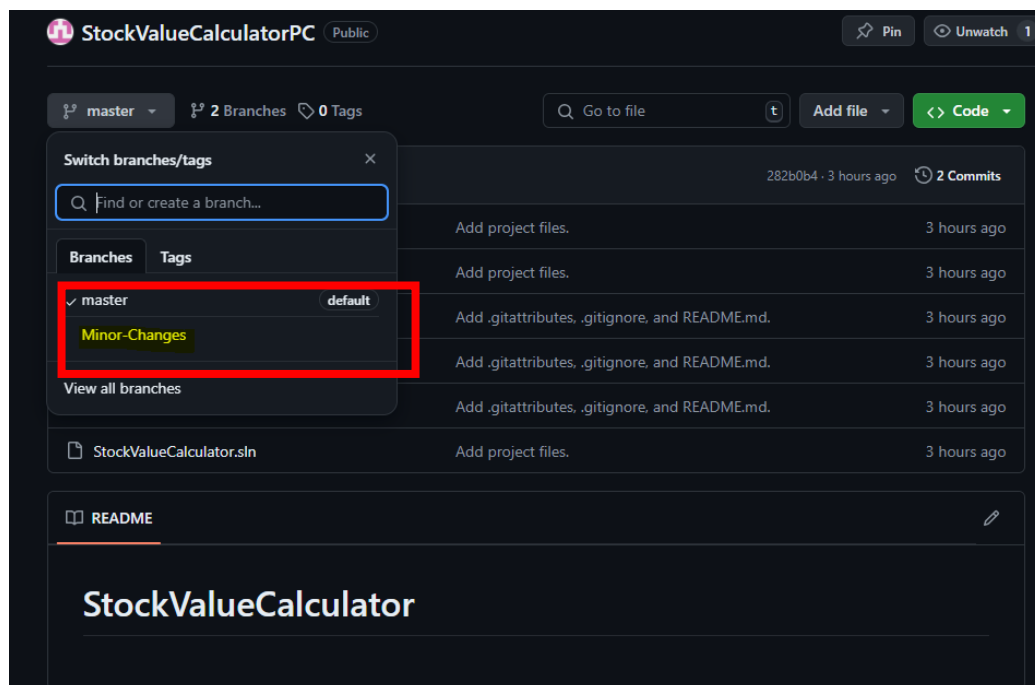 StockValueCalculatorPC Public
Pin
Unwatch 1
master
2 Branches
0 Tags
Go to file t
Add file
Code
Switch branches/tags
Find or create a branch...
Branches Tags
master default
Minor-Changes
View all branches
282b0b4 · 3 hours ago 2 Commits
Add project files. 3 hours ago
Add project files. 3 hours ago
Add .gitattributes, .gitignore, and README.md. 3 hours ago
Add .gitattributes, .gitignore, and README.md. 3 hours ago
Add .gitattributes, .gitignore, and README.md. 3 hours ago
StockValueCalculator.sln Add project files. 3 hours ago
README
StockValueCalculator